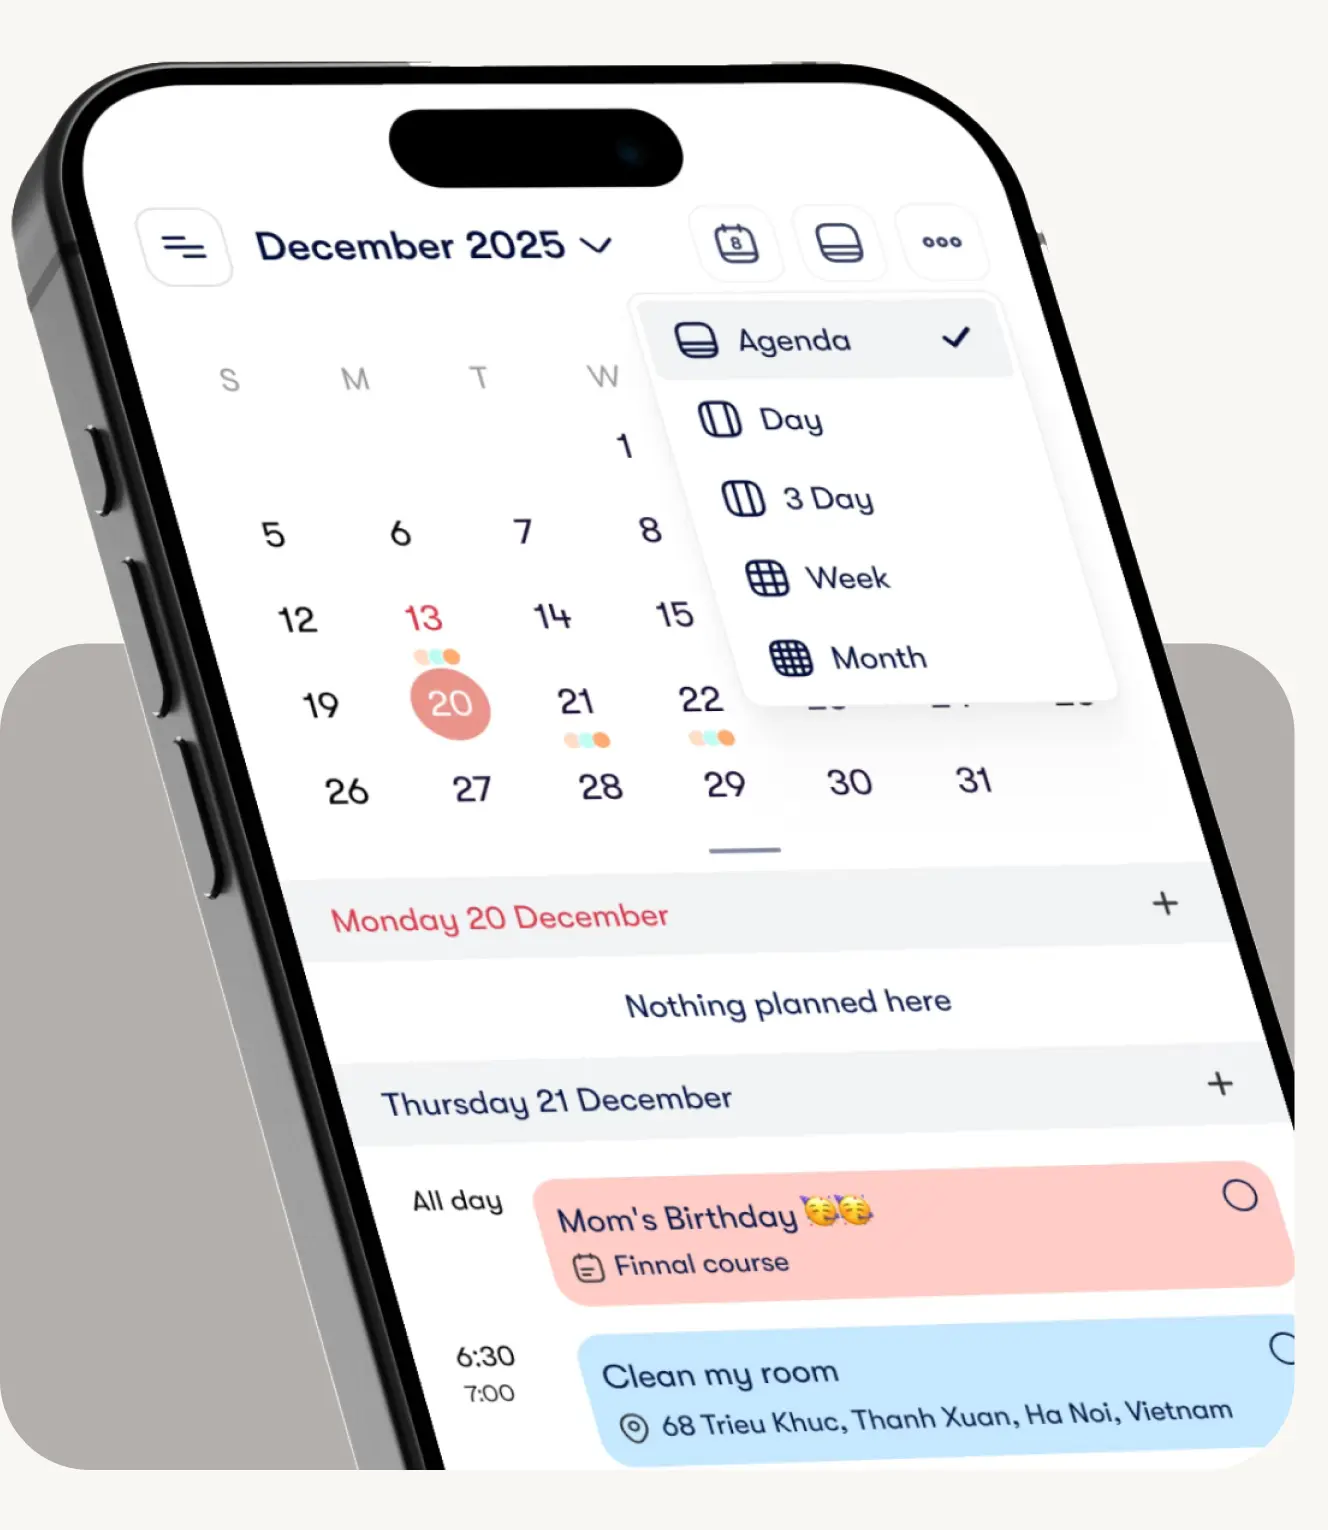 December 2025
8
Agenda
Day
3 Day
Week
Month
S M T W
1
5 6 7 8
12 13 14 15
19 20 21 22
26 27 28 29 30 31
Monday 20 December
Nothing planned here
Thursday 21 December
All day
Mom's Birthday 🥳🥳
Finnal course
6:30
7:00
Clean my room
68 Trieu Khuc, Thanh Xuan, Ha Noi, Vietnam